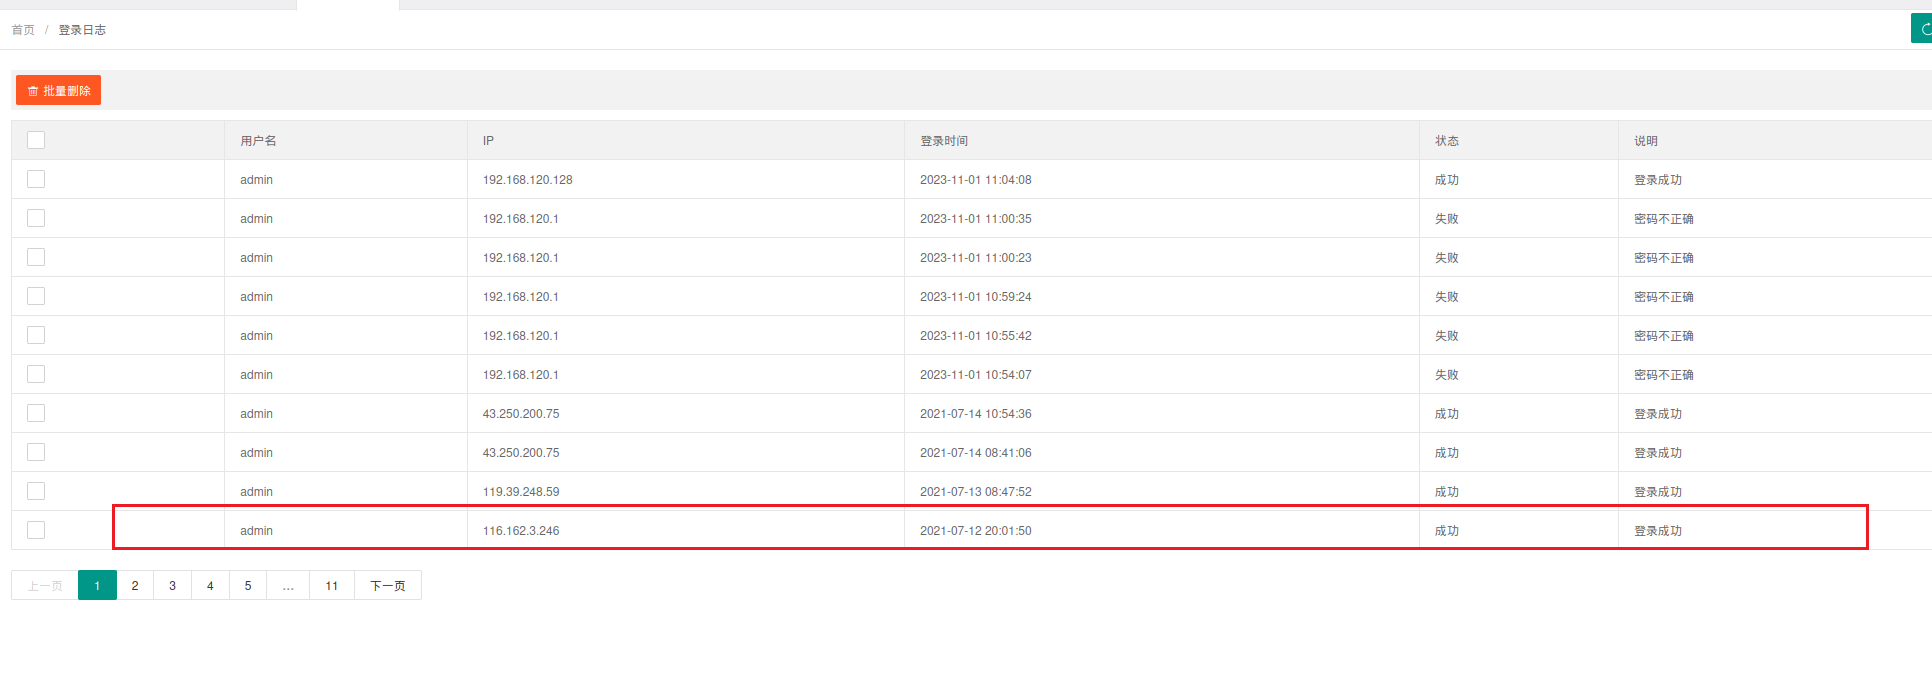 首页 / 登录日志
批量删除
用户名 IP 登录时间 状态 说明
admin 192.168.120.128 2023-11-01 11:04:08 成功 登录成功
admin 192.168.120.1 2023-11-01 11:00:35 失败 密码不正确
admin 192.168.120.1 2023-11-01 11:00:23 失败 密码不正确
admin 192.168.120.1 2023-11-01 10:59:24 失败 密码不正确
admin 192.168.120.1 2023-11-01 10:55:42 失败 密码不正确
admin 192.168.120.1 2023-11-01 10:54:07 失败 密码不正确
admin 43.250.200.75 2021-07-14 10:54:36 成功 登录成功
admin 43.250.200.75 2021-07-14 08:41:06 成功 登录成功
admin 119.39.248.59 2021-07-13 08:47:52 成功 登录成功
admin 116.162.3.246 2021-07-12 20:01:50 成功 登录成功
上一页 1 2 3 4 5 … 11 下一页